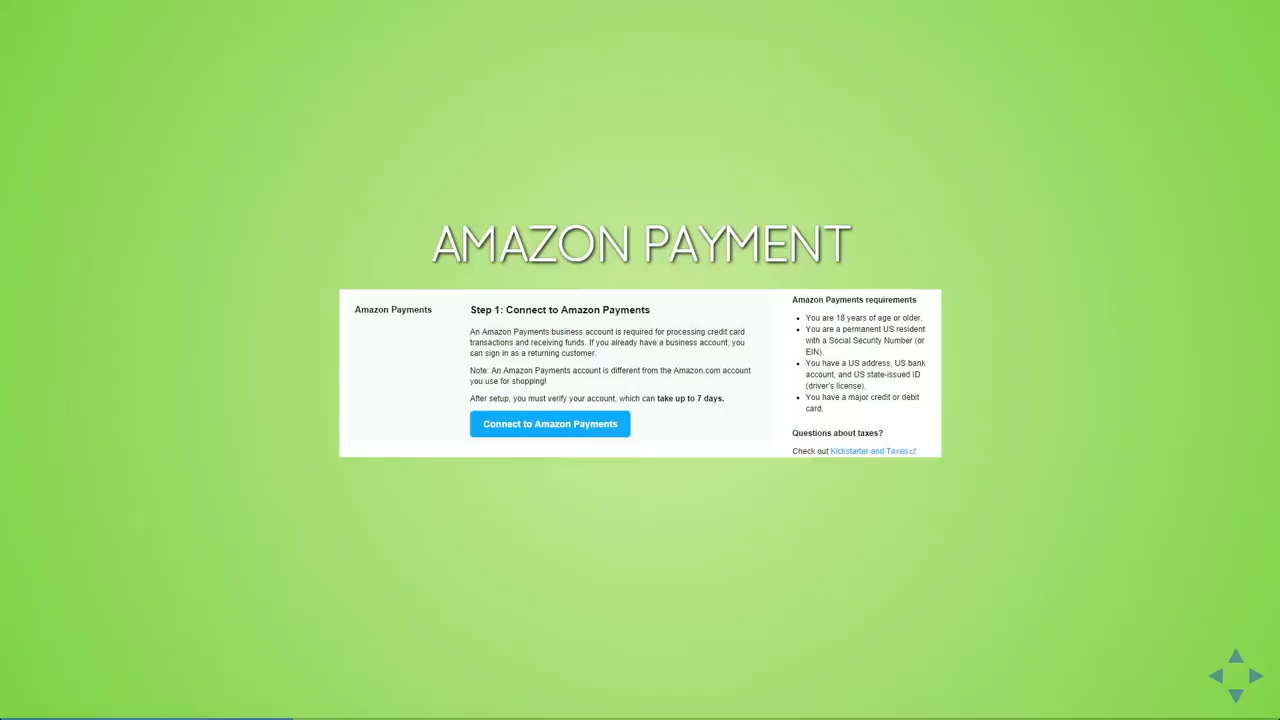 AMAZON PAYMENT
Amazon Payments
Step 1: Connect to Amazon Payments
An Amazon Payments business account is required for processing credit card
transactions and receiving funds. If you already have a business account, you
can sign in as a returning customer.
Note: An Amazon Payments account is different from the Amazon.com account
you use for shopping!
After setup, you must verify your account, which can take up to 7 days.
Connect to Amazon Payments
Amazon Payments requirements
• You are 18 years of age or older.
• You are a permanent US resident
with a Social Security Number (or
EIN).
• You have a US address, US bank
account, and US state-issued ID
(driver's license).
• You have a major credit or debit
card.
Questions about taxes?
Check out Kickstarter and Taxes